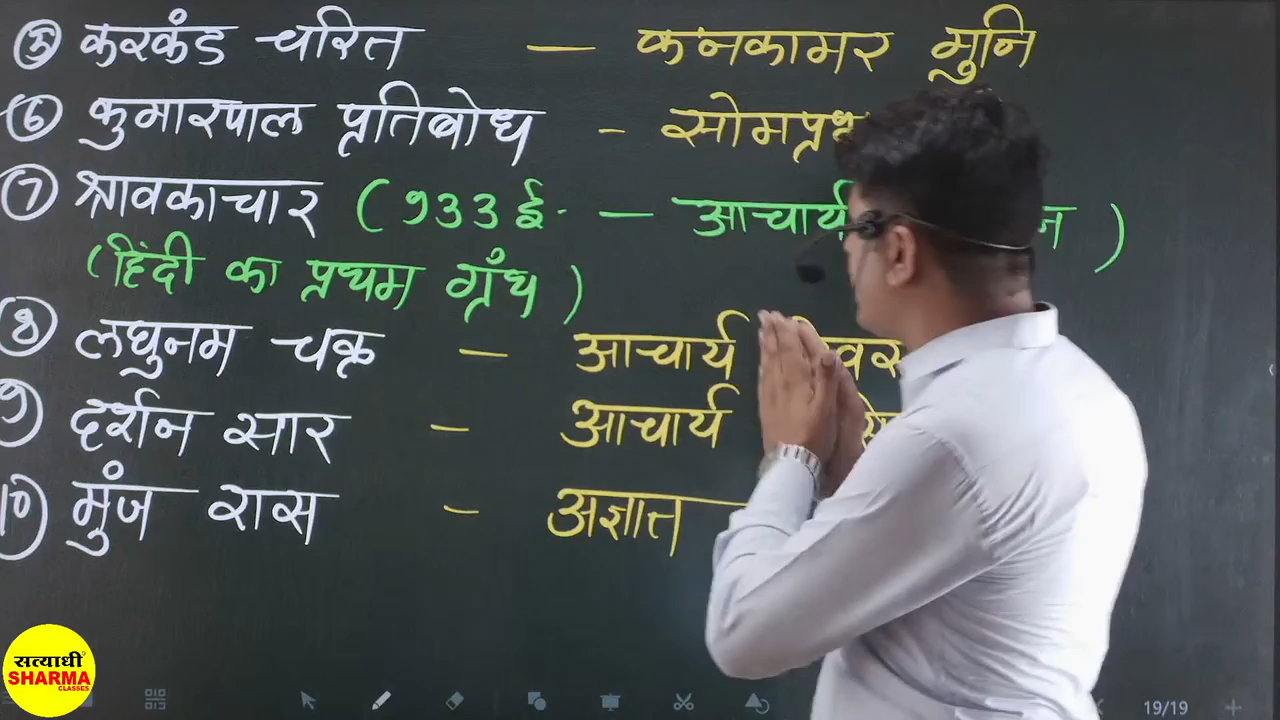 ⑤ करकंड चरित — कनकामर मुनि
⑥ कुमारपाल प्रतिबोध - सोमप्रभ
⑦ श्रावकाचार ( 933 ई. — आचार्य )
(हिंदी का प्रथम ग्रंथ )
⑧ लघुनम चक्र — आचार्य
⑨ दर्शन सार - आचार्य
⑩ मुंज रास - अज्ञात
सत्याधी
SHARMA
CLASSES
19/19